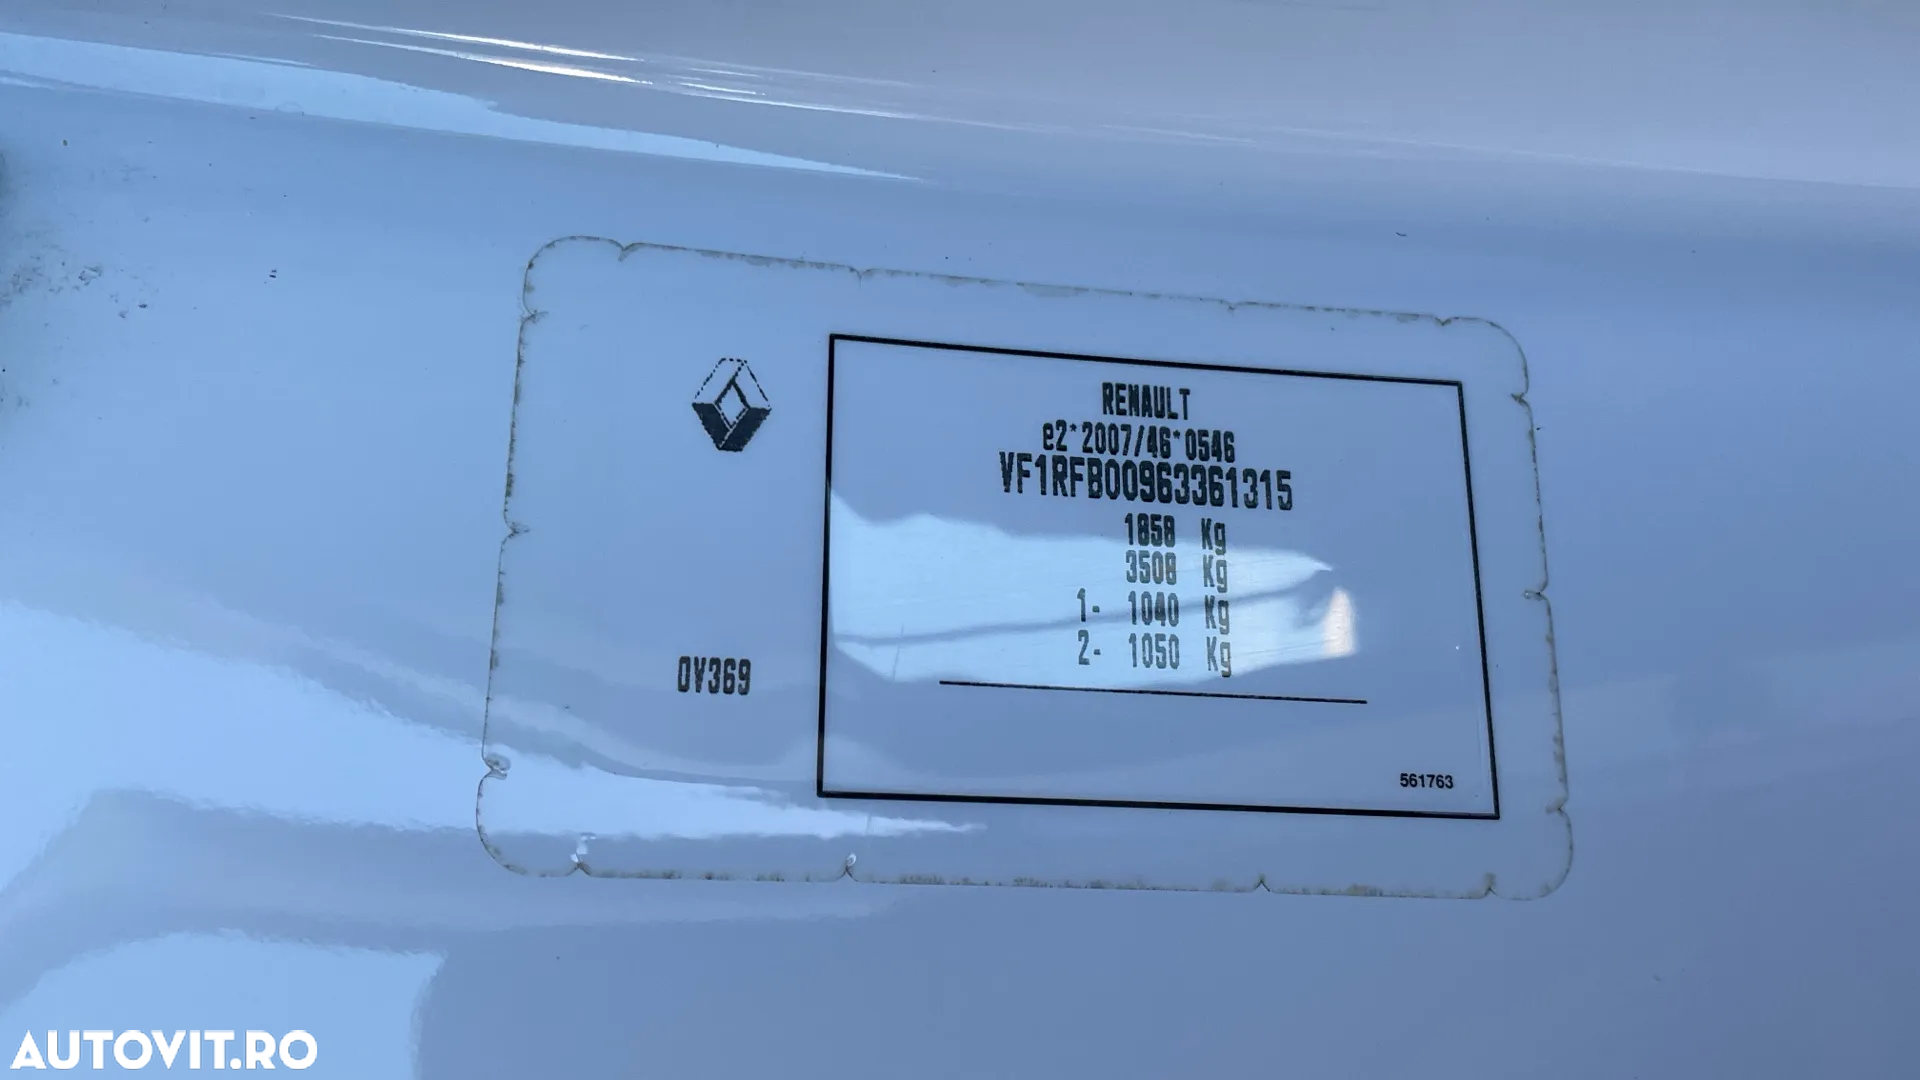 RENAULT
e2*2007/46*0546
VF1RFB00963361315
1858 Kg
3508 Kg
1- 1040 Kg
2- 1050 Kg
0V369
561763
AUTOVIT.RO